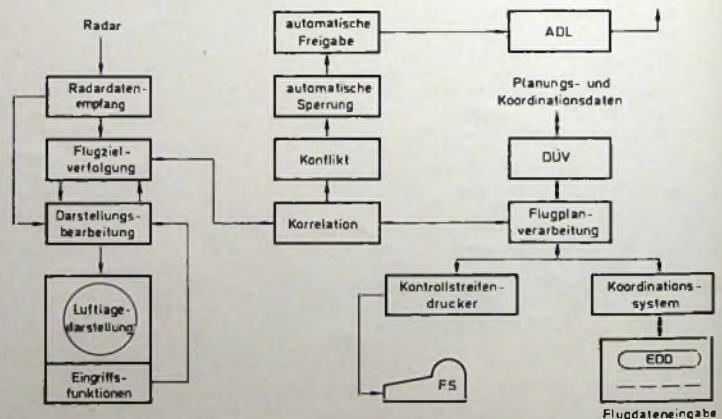 Radar
Radardaten-
empfang
Flugziel-
verfolgung
Darstellungs-
bearbeitung
Luftlage-
darstellung
Eingriffs-
funktionen
automatische
Freigabe
automatische
Sperrung
Konflikt
Korrelation
ADL
Planungs- und
Koordinationsdaten
DÜV
Flugplan-
verarbeitung
Kontrollstreifen-
drucker
FS
Koordinations-
system
EDD
Flugdateneingabe